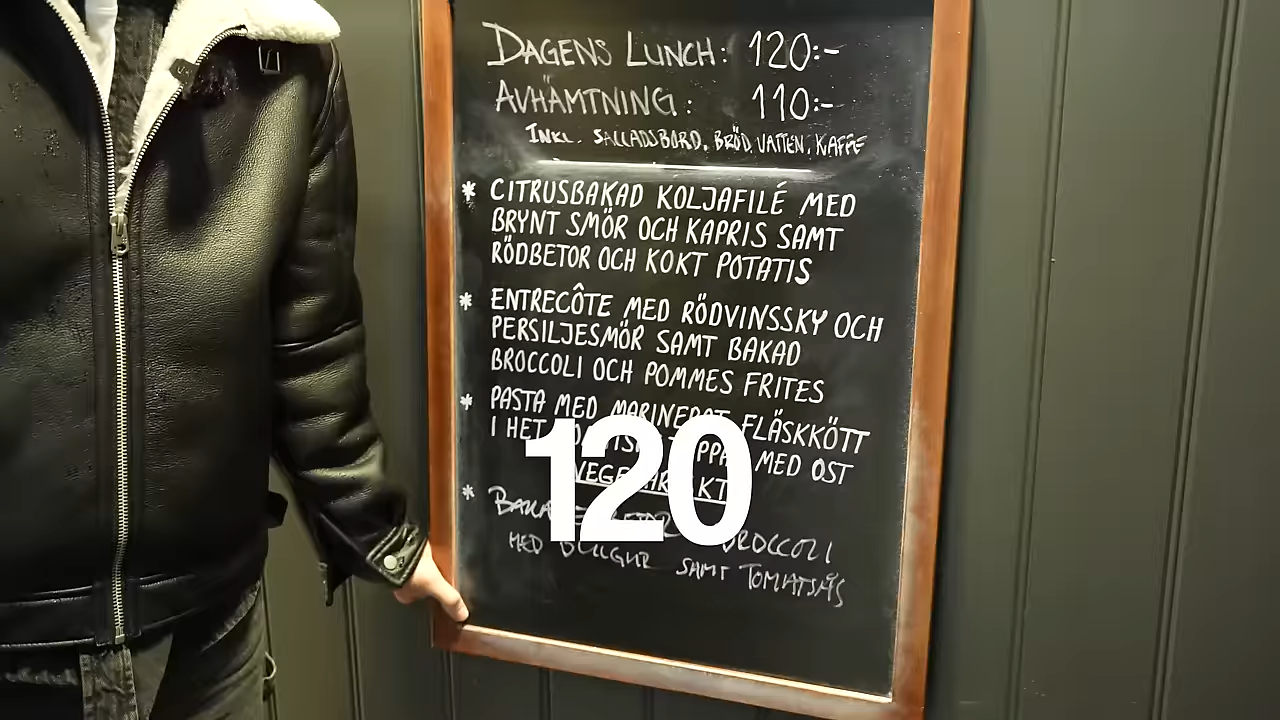 DAGENS LUNCH: 120:-
AVHÄMTNING: 110:-
INKL. SALLADSBORD, BRÖD, VATTEN, KAFFE
* CITRUSBAKAD KOLJAFILÉ MED
BRYNT SMÖR OCH KAPRIS SAMT
RÖDBETOR OCH KOKT POTATIS
* ENTRECÔTE MED RÖDVINSSKY OCH
PERSILJESMÖR SAMT BAKAD
BROCCOLI OCH POMMES FRITES
* PASTA MED MARINERAT FLÄSKKÖTT
I HET MED OST
120
* BROCCOLI
MED BULGUR SAMT TOMATSÅS